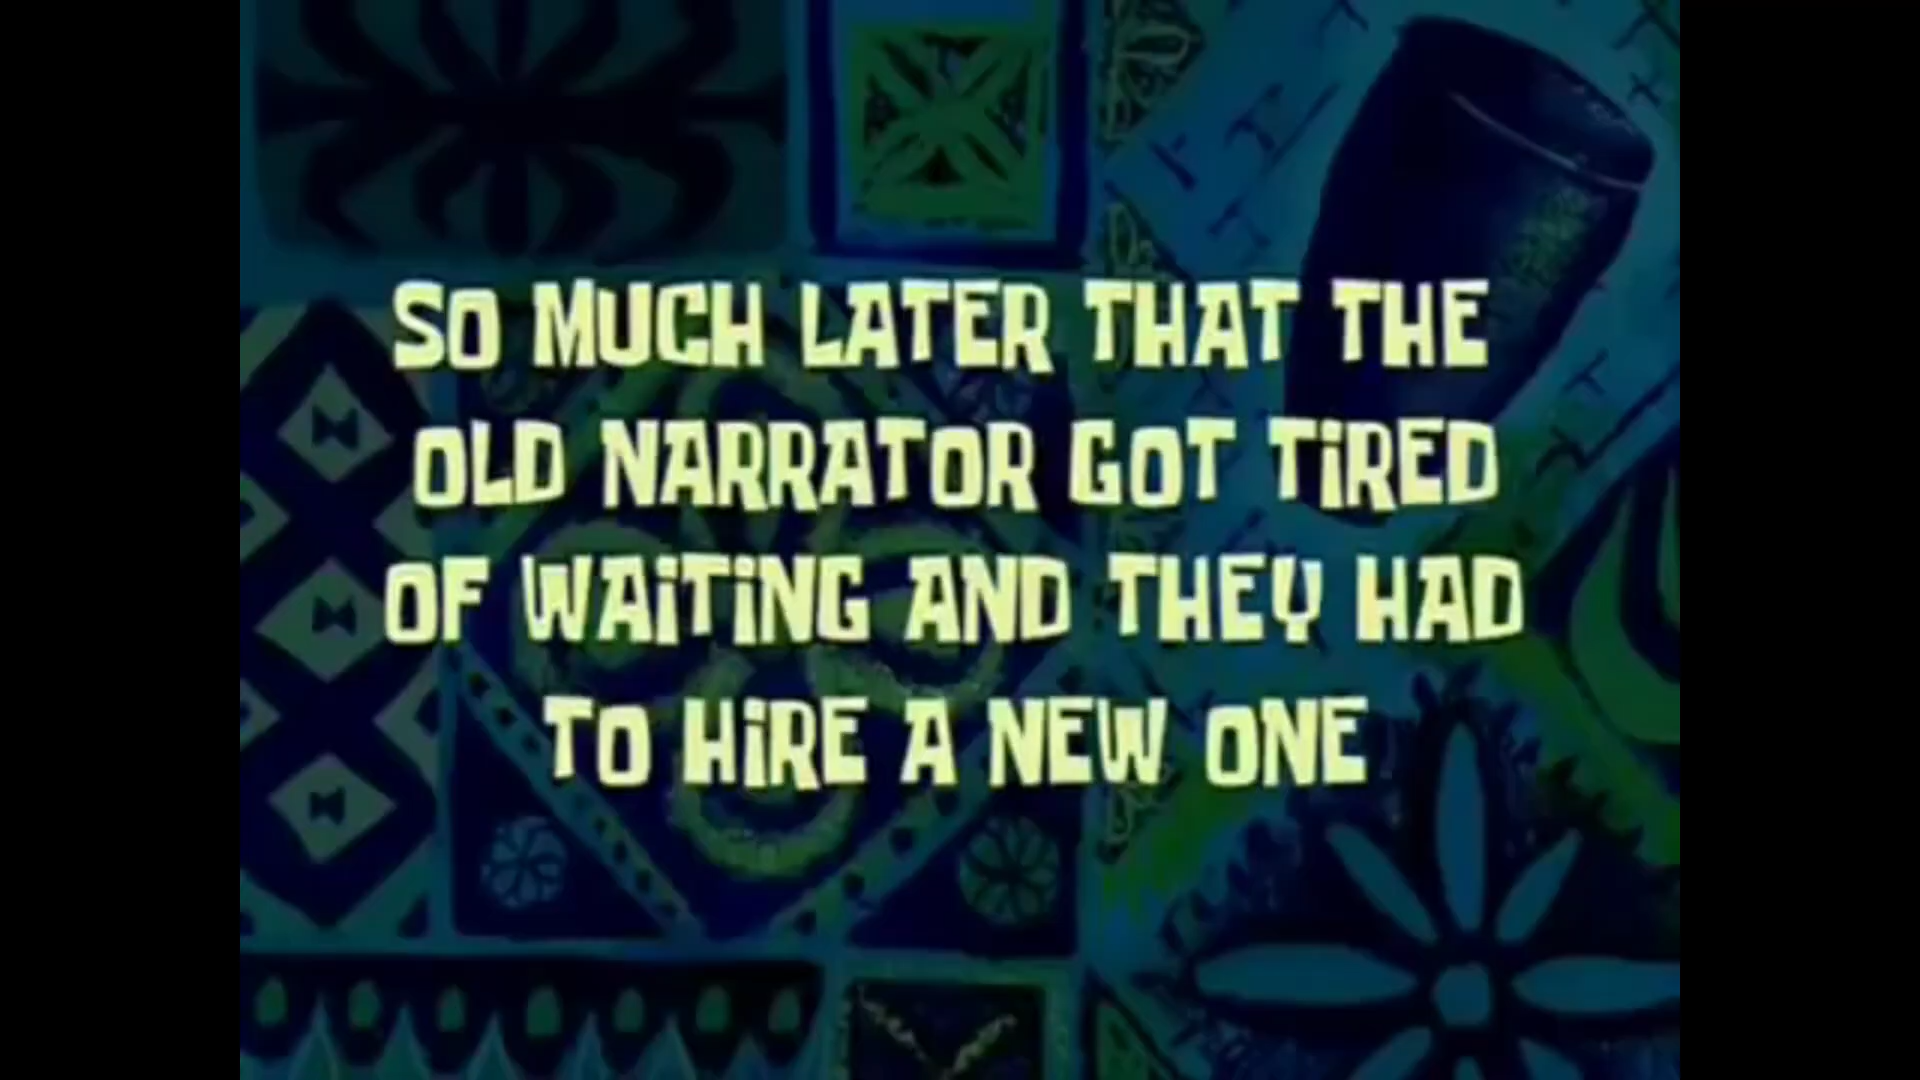 SO MUCH LATER THAT THE
OLD NARRATOR GOT TiRED
OF WAiTiNG AND THEY HAD
TO HiRE A NEW ONE